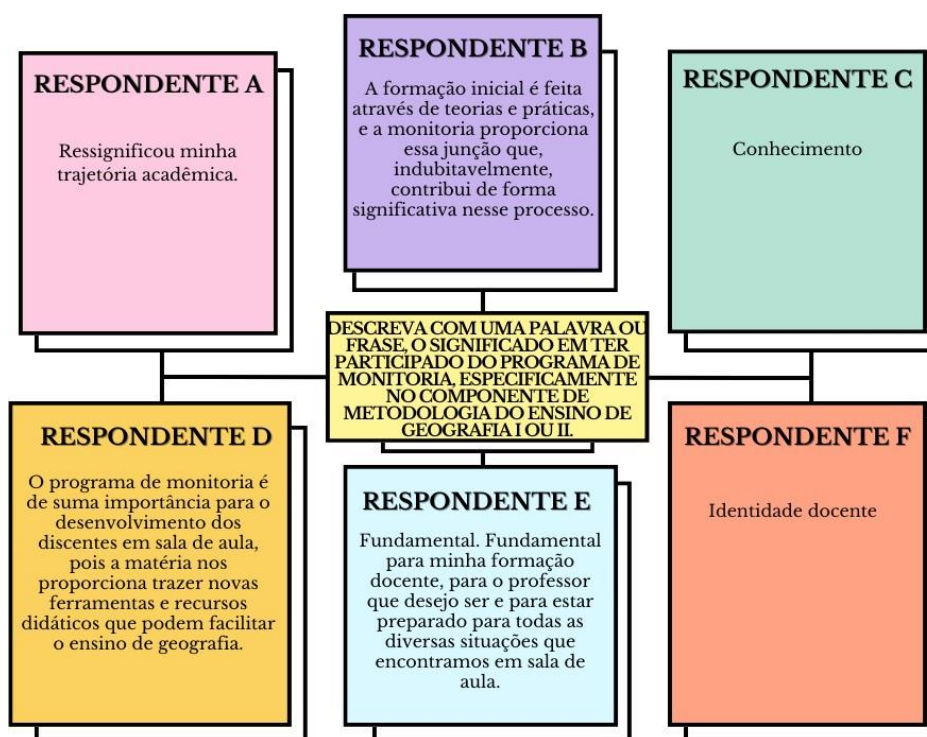 RESPONDENTE A
Ressignificou minha
trajetória acadêmica.
RESPONDENTE B
A formação inicial é feita
através de teorias e práticas,
e a monitoria proporciona
essa junção que,
indubitavelmente,
contribui de forma
significativa nesse processo.
RESPONDENTE C
Conhecimento
DESCREVA COM UMA PALAVRA OU
FRASE, O SIGNIFICADO EM TER
PARTICIPADO DO PROGRAMA DE
MONITORIA, ESPECIFICAMENTE
NO COMPONENTE DE
METODOLOGIA DO ENSINO DE
GEOGRAFIA I OU II.
RESPONDENTE D
O programa de monitoria é
de suma importância para o
desenvolvimento dos
discentes em sala de aula,
pois a matéria nos
proporciona trazer novas
ferramentas e recursos
didáticos que podem facilitar
o ensino de geografia.
RESPONDENTE E
Fundamental. Fundamental
para minha formação
docente, para o professor
que desejo ser e para estar
preparado para todas as
diversas situações que
encontramos em sala de
aula.
RESPONDENTE F
Identidade docente